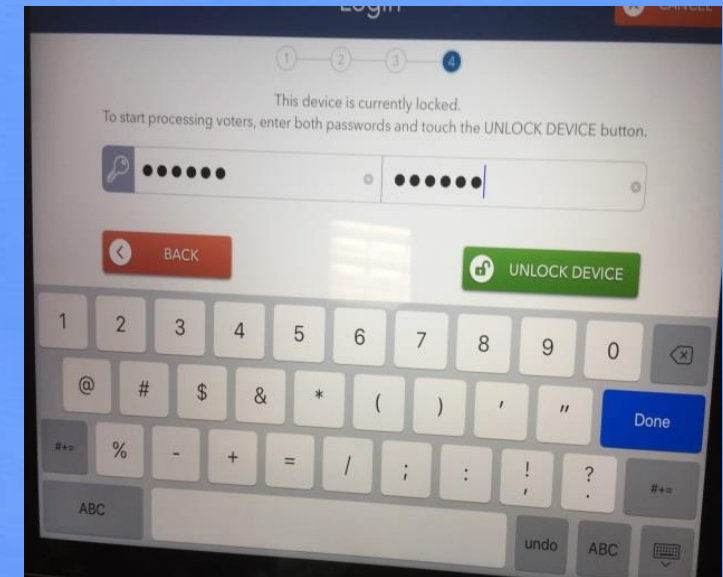 Login
CANCEL
1 2 3 4
This device is currently locked.
To start processing voters, enter both passwords and touch the UNLOCK DEVICE button.
●●●●●● ●●●●●●
BACK UNLOCK DEVICE
1 2 3 4 5 6 7 8 9 0
@ # $ & * ( ) ' " Done
#+= % - + = / ; : ! , ? . #+=
ABC undo ABC